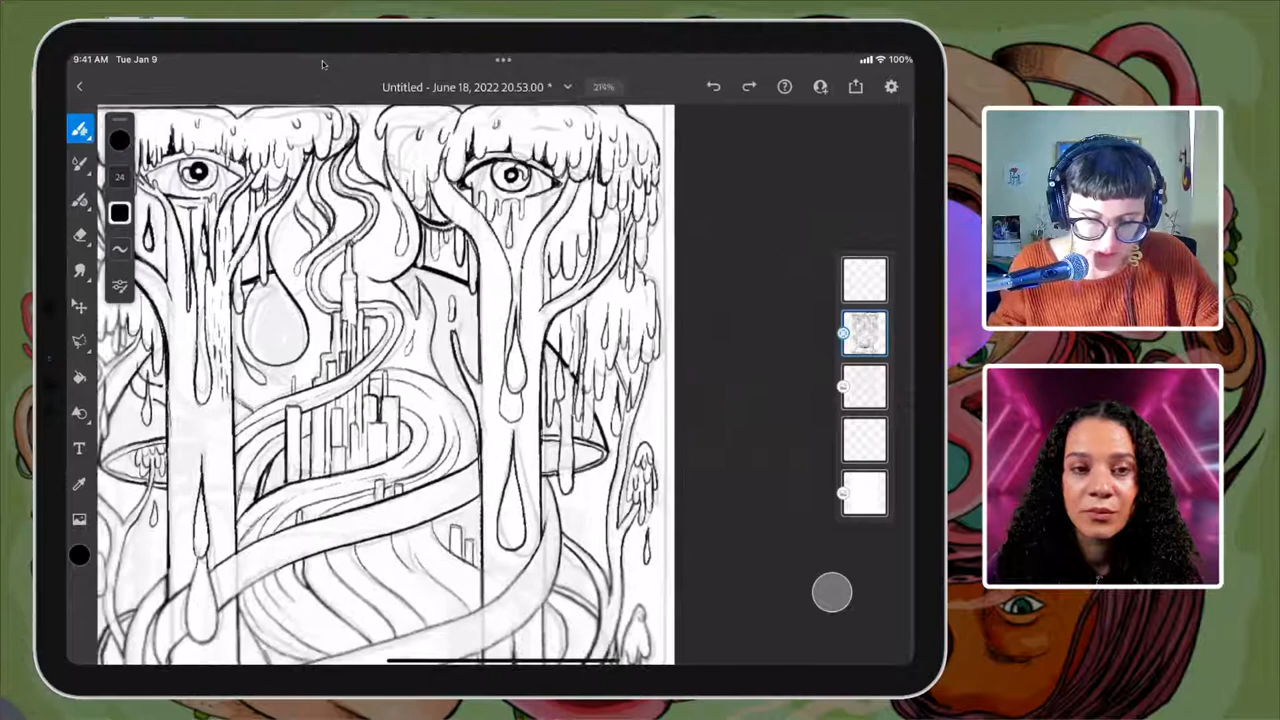 9:41 AM Tue Jan 9
100%
Untitled - June 18, 2022 20.53.00 *
214%
24
T